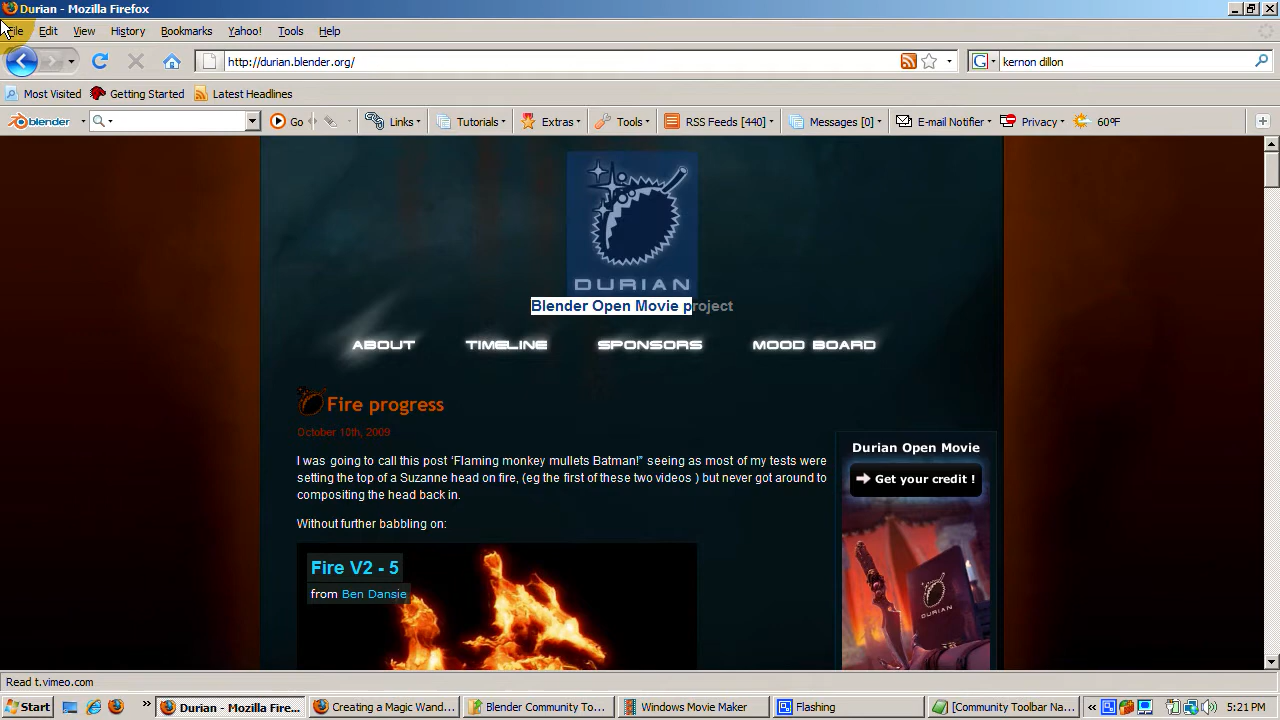 Durian - Mozilla Firefox
File Edit View History Bookmarks Yahoo! Tools Help
http://durian.blender.org/ kernon dillon
Most Visited Getting Started Latest Headlines
blender Go Links Tutorials Extras Tools RSS Feeds [440] Messages [0] E-mail Notifier Privacy 60°F
DURIAN
Blender Open Movie project
ABOUT TIMELINE SPONSORS MOOD BOARD
Fire progress
October 10th, 2009
I was going to call this post ‘Flaming monkey mullets Batman!” seeing as most of my tests were
setting the top of a Suzanne head on fire, (eg the first of these two videos ) but never got around to
compositing the head back in.
Without further babbling on:
Fire V2 - 5
from Ben Dansie
Durian Open Movie
Get your credit !
DURIAN
Read t.vimeo.com
Start Durian - Mozilla Fire... Creating a Magic Wand... Blender Community To... Windows Movie Maker Flashing [Community Toolbar Na... 5:21 PM